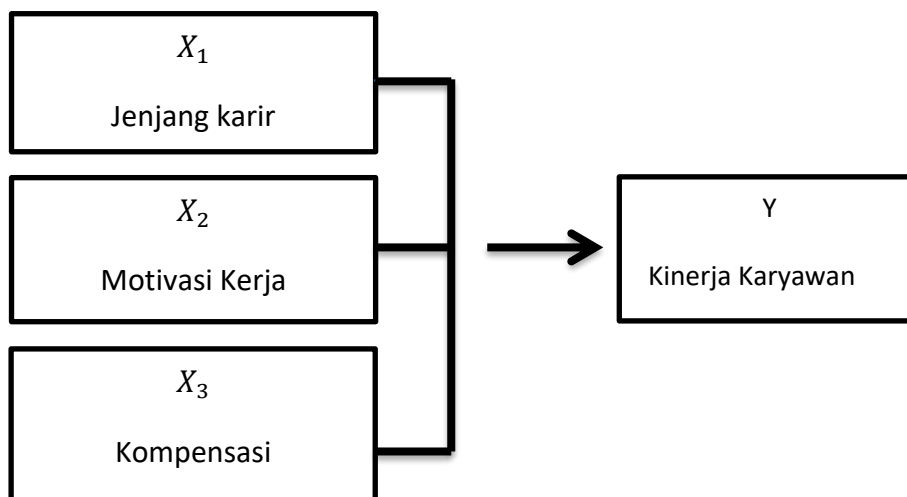 X₁
Jenjang karir
X₂
Motivasi Kerja
X₃
Kompensasi
Y
Kinerja Karyawan